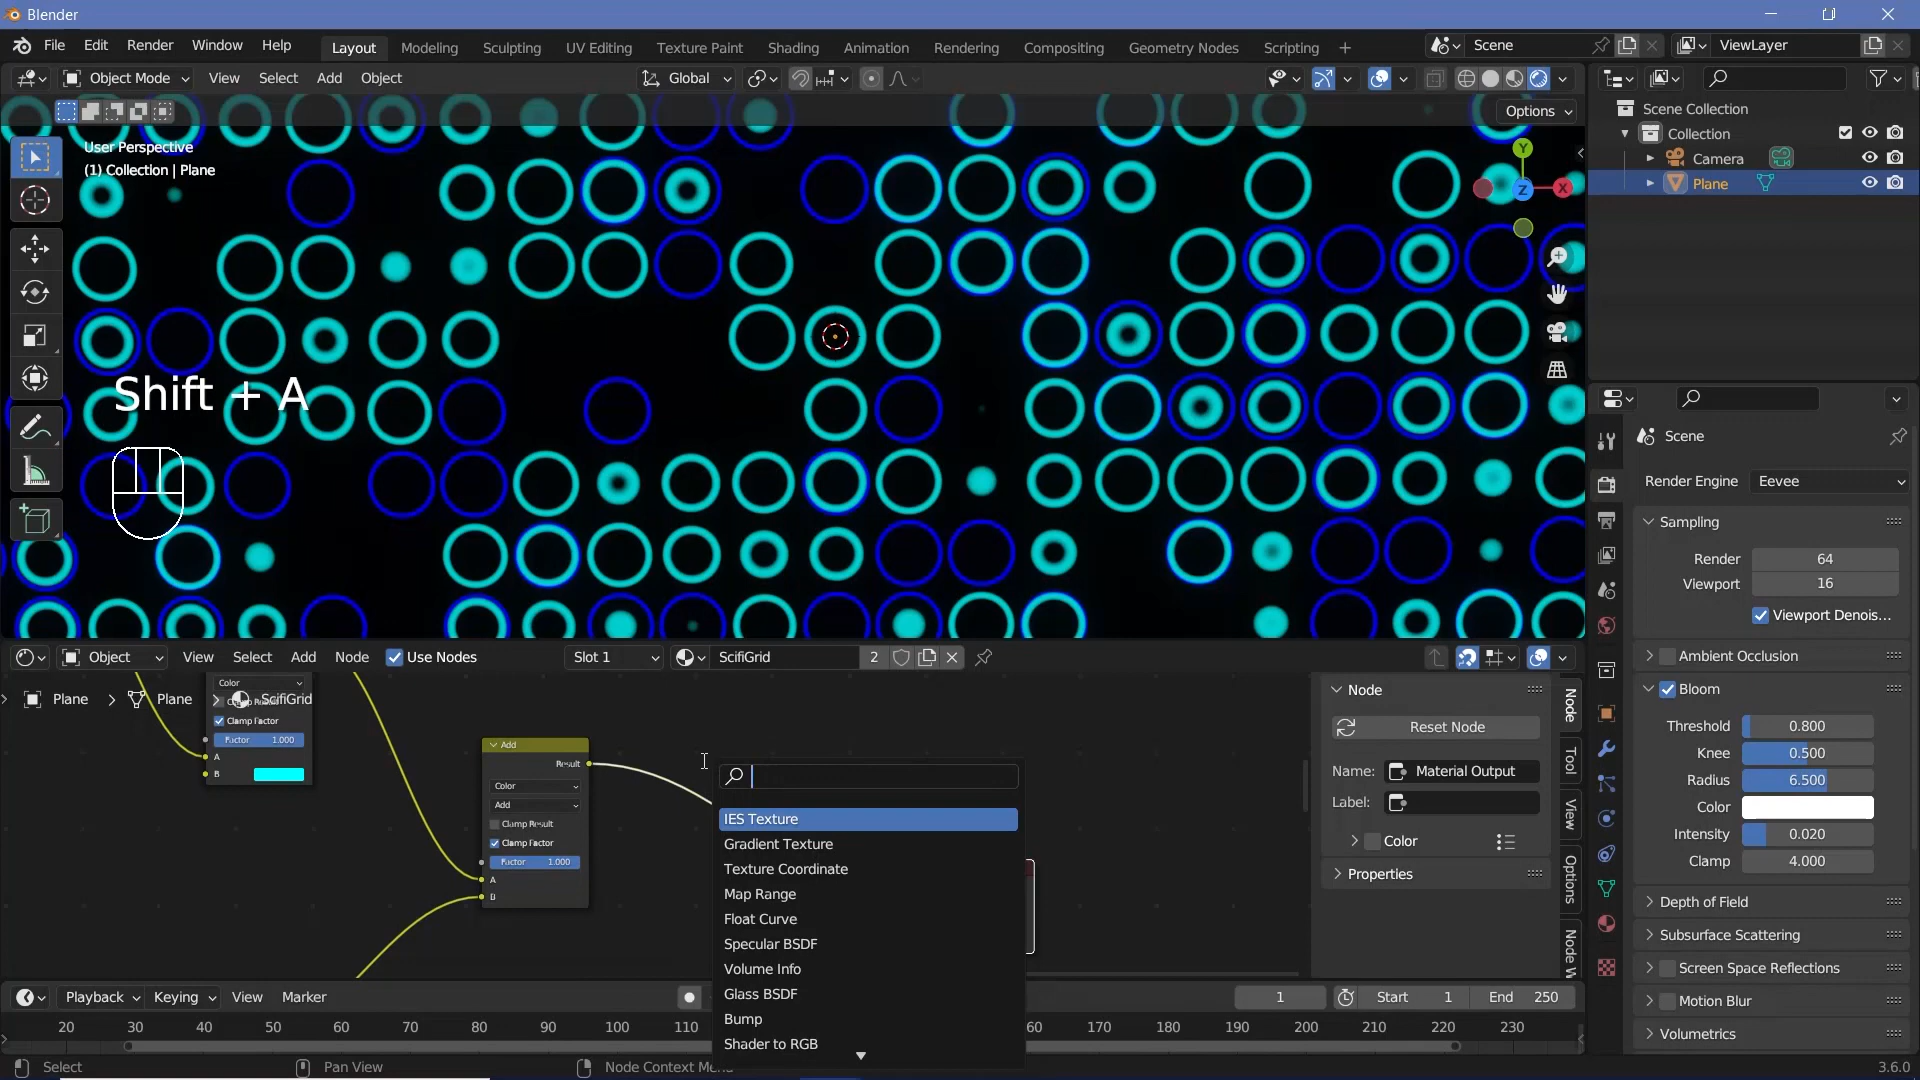 Blender
File Edit Render Window Help Layout Modeling Sculpting UV Editing Texture Paint Shading Animation Rendering Compositing Geometry Nodes Scripting + Scene ViewLayer
Object Mode View Select Add Object Global
Options
User Perspective
(1) Collection | Plane
Y
X
Z
Shift + A
Scene Collection
Collection
Camera
Plane
Scene
Render Engine Eevee
Sampling
Render 64
Viewport 16
Viewport Denois...
Ambient Occlusion
Bloom
Threshold 0.800
Knee 0.500
Radius 6.500
Color
Intensity 0.020
Clamp 4.000
Depth of Field
Subsurface Scattering
Screen Space Reflections
Motion Blur
Volumetrics
Object View Select Add Node Use Nodes Slot 1 ScifiGrid 2
Plane > Plane > ScifiGrid
Color
Clamp Factor
Factor 1.000
A
B
Add
Result
Color
Add
Clamp Result
Clamp Factor
Factor 1.000
A
B
IES Texture
Gradient Texture
Texture Coordinate
Map Range
Float Curve
Specular BSDF
Volume Info
Glass BSDF
Bump
Shader to RGB
Node
Reset Node
Name: Material Output
Label:
Color
Properties
Node
Tool
View
Options
Node W
Playback Keying View Marker 1 Start 1 End 250
20 30 40 50 60 70 80 90 100 110 60 170 180 190 200 210 220 230
Select Pan View Node Context Menu 3.6.0